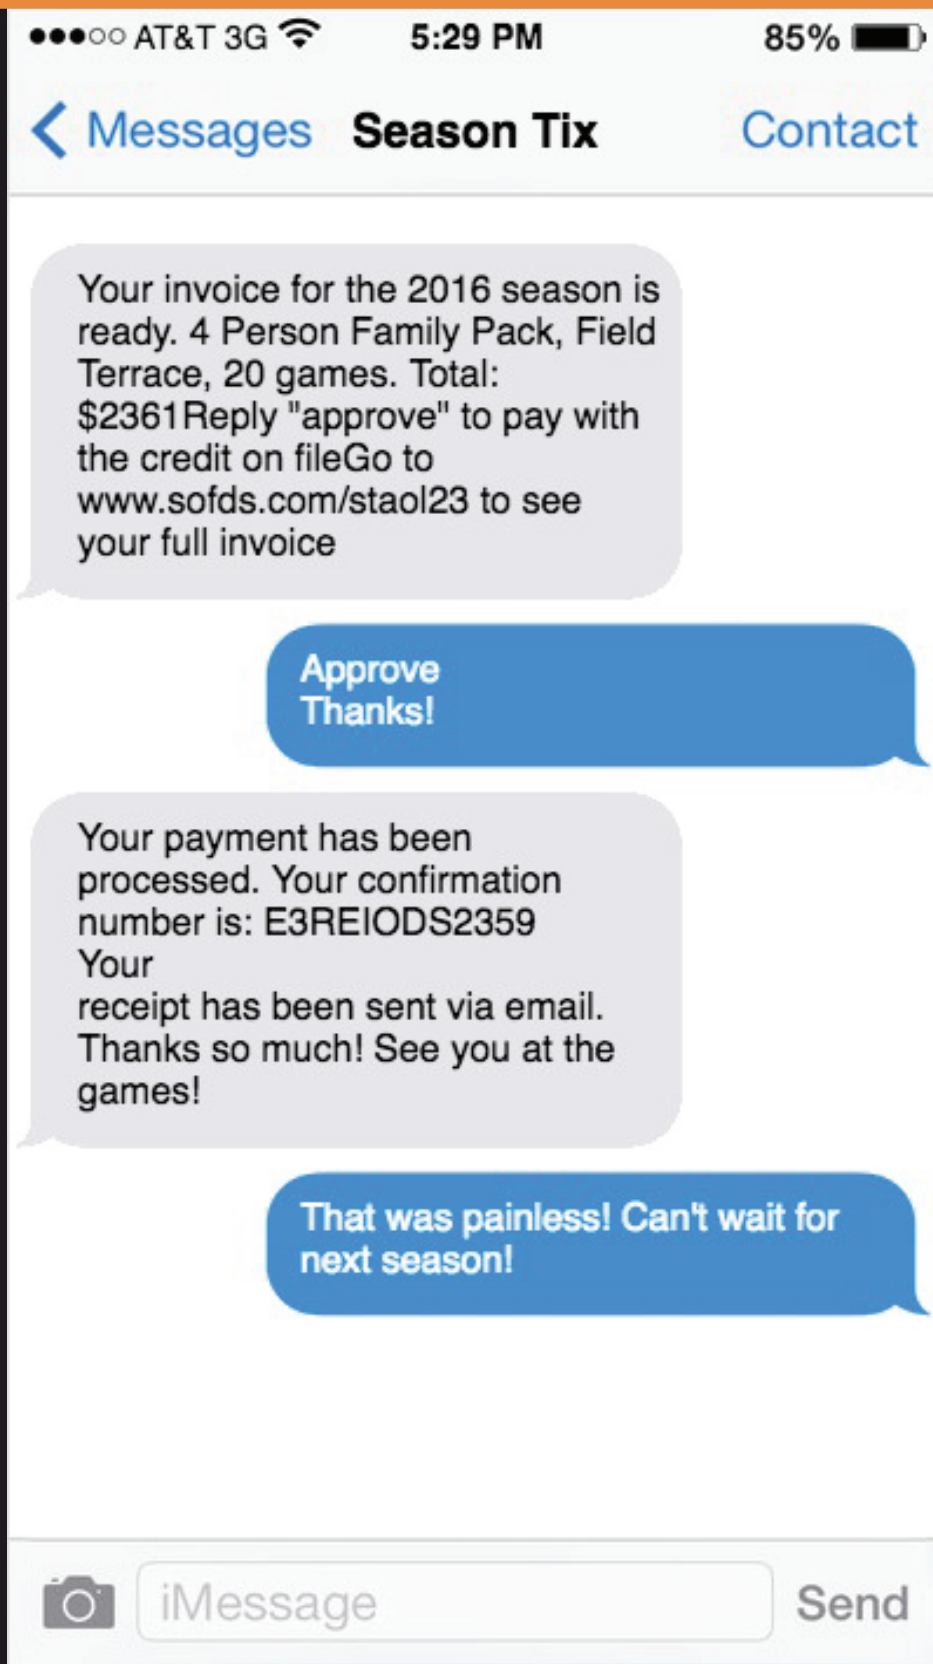 AT&T 3G 5:29 PM 85%
Messages Season Tix Contact
Your invoice for the 2016 season is
ready. 4 Person Family Pack, Field
Terrace, 20 games. Total:
$2361Reply "approve" to pay with
the credit on fileGo to
www.sofds.com/staol23 to see
your full invoice
Approve
Thanks!
Your payment has been
processed. Your confirmation
number is: E3REIODS2359
Your
receipt has been sent via email.
Thanks so much! See you at the
games!
That was painless! Can't wait for
next season!
iMessage Send